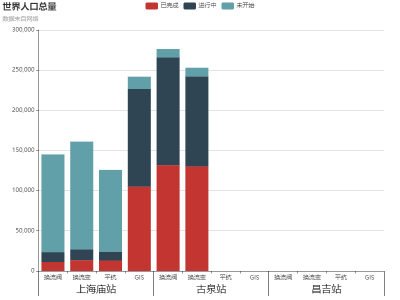 世界人口总量
数据来自网络
已完成 进行中 未开始
300,000
250,000
200,000
150,000
100,000
50,000
0
换流阀 换流变 平抗 GIS 换流阀 换流变 平抗 GIS 换流阀 换流变 平抗 GIS
上海庙站 古泉站 昌吉站